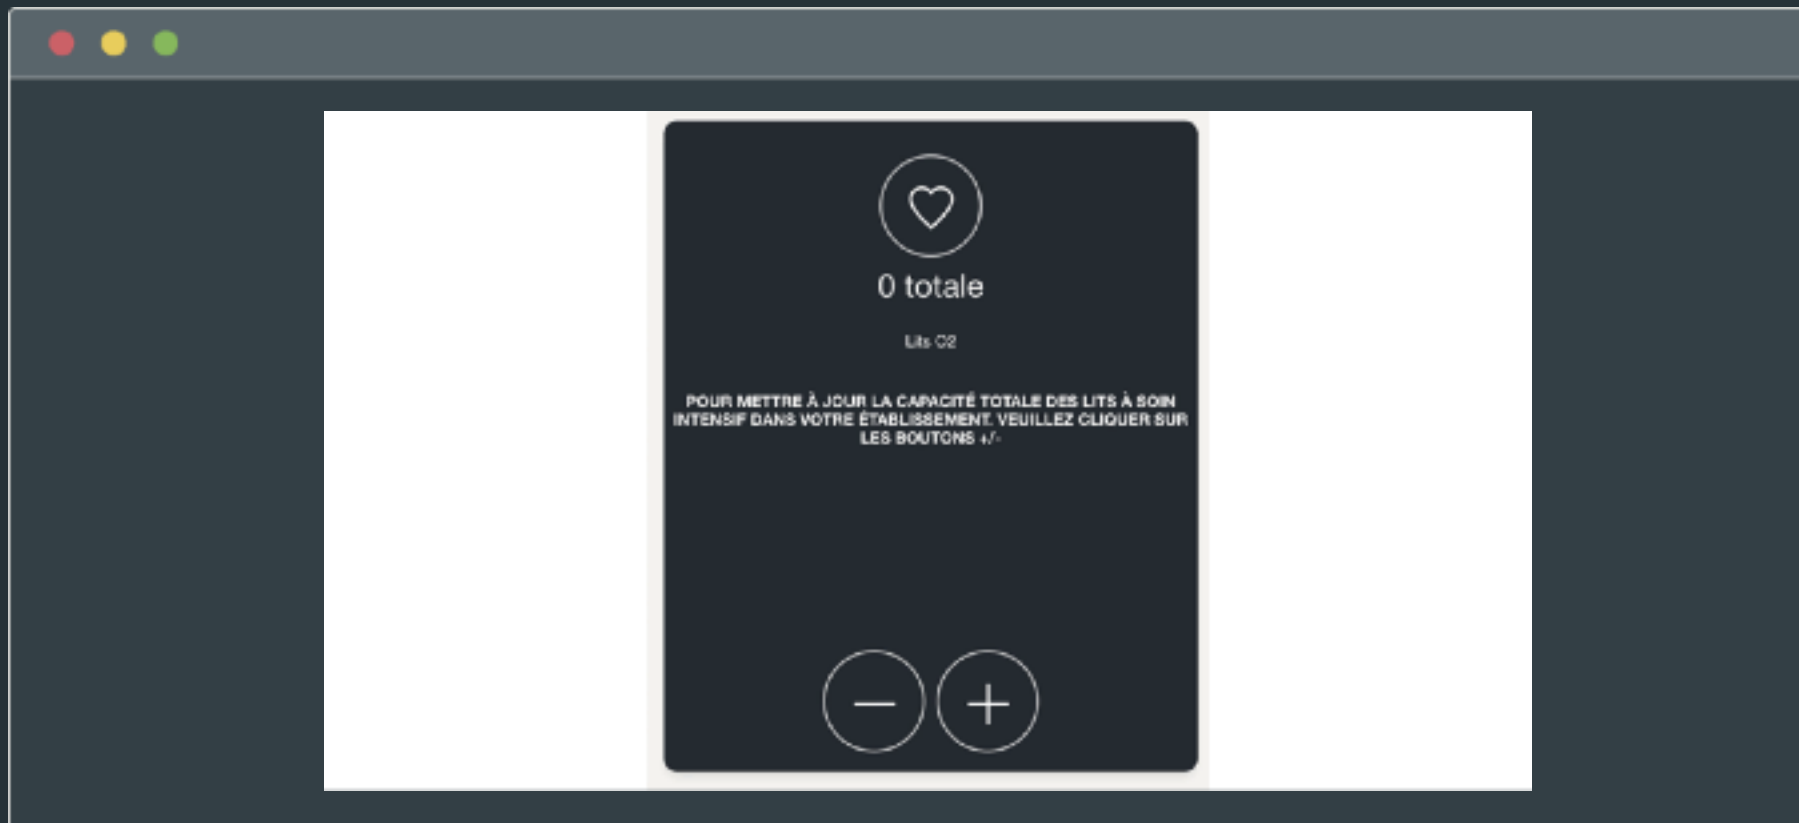 0 totale
Lits O2
POUR METTRE À JOUR LA CAPACITÉ TOTALE DES LITS À SOIN
INTENSIF DANS VOTRE ÉTABLISSEMENT. VEUILLEZ CLIQUER SUR
LES BOUTONS +/-